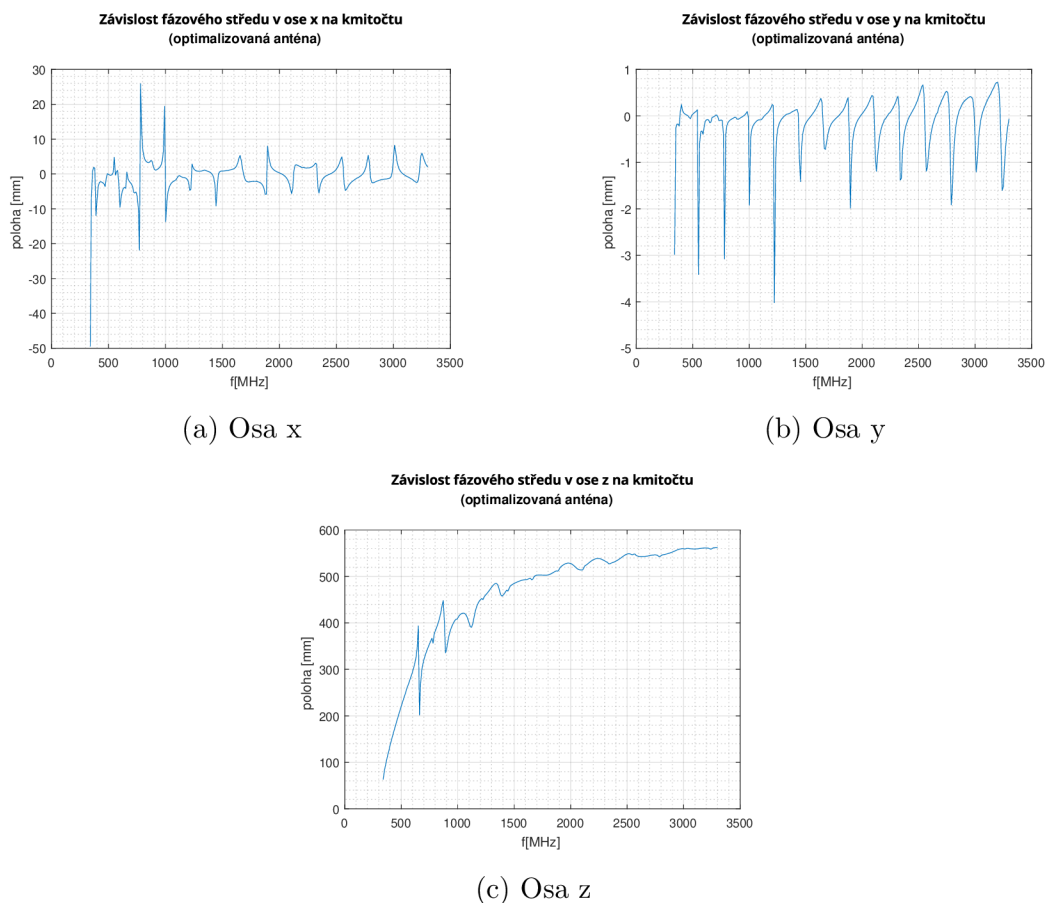 Závislost fázového středu v ose x na kmitočtu
(optimalizovaná anténa)
30
20
10
0
-10
-20
-30
-40
-50
poloha [mm]
0 500 1000 1500 2000 2500 3000 3500
f[MHz]
(a) Osa x
Závislost fázového středu v ose y na kmitočtu
(optimalizovaná anténa)
1
0
-1
-2
-3
-4
-5
poloha [mm]
0 500 1000 1500 2000 2500 3000 3500
f[MHz]
(b) Osa y
Závislost fázového středu v ose z na kmitočtu
(optimalizovaná anténa)
600
500
400
300
200
100
0
poloha [mm]
0 500 1000 1500 2000 2500 3000 3500
f[MHz]
(c) Osa z